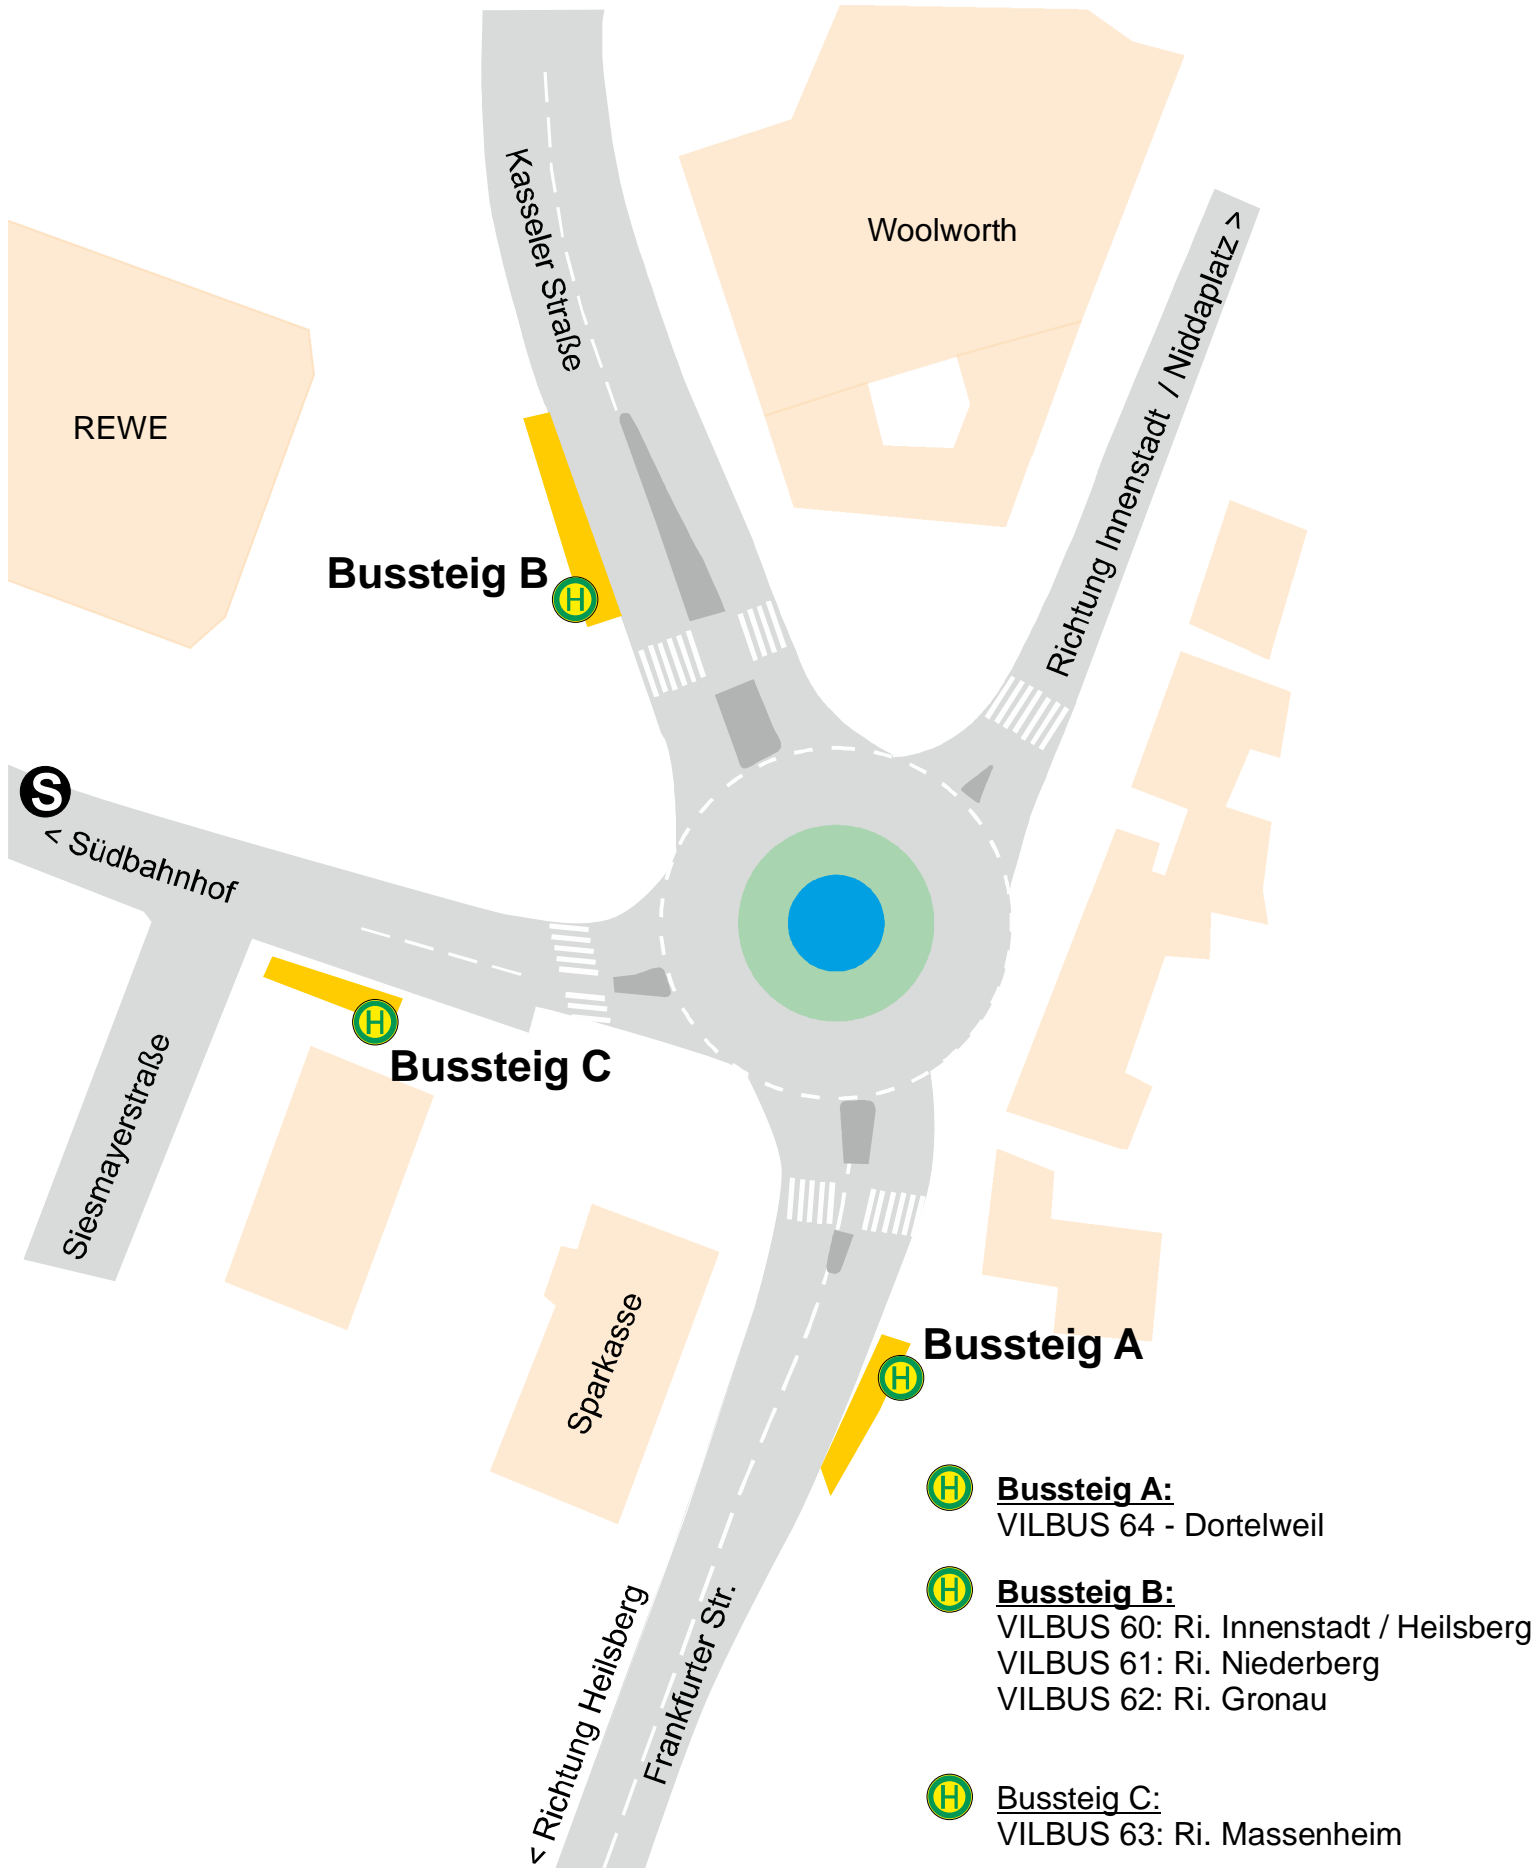 Kasseler Straße
Woolworth
Richtung Innenstadt / Niddaplatz >
REWE
Bussteig B
H
S
< Südbahnhof
H
Bussteig C
Siesmayerstraße
Sparkasse
Bussteig A
H
< Richtung Heilsberg
Frankfurter Str.
H Bussteig A:
VILBUS 64 - Dortelweil
H Bussteig B:
VILBUS 60: Ri. Innenstadt / Heilsberg
VILBUS 61: Ri. Niederberg
VILBUS 62: Ri. Gronau
H Bussteig C:
VILBUS 63: Ri. Massenheim